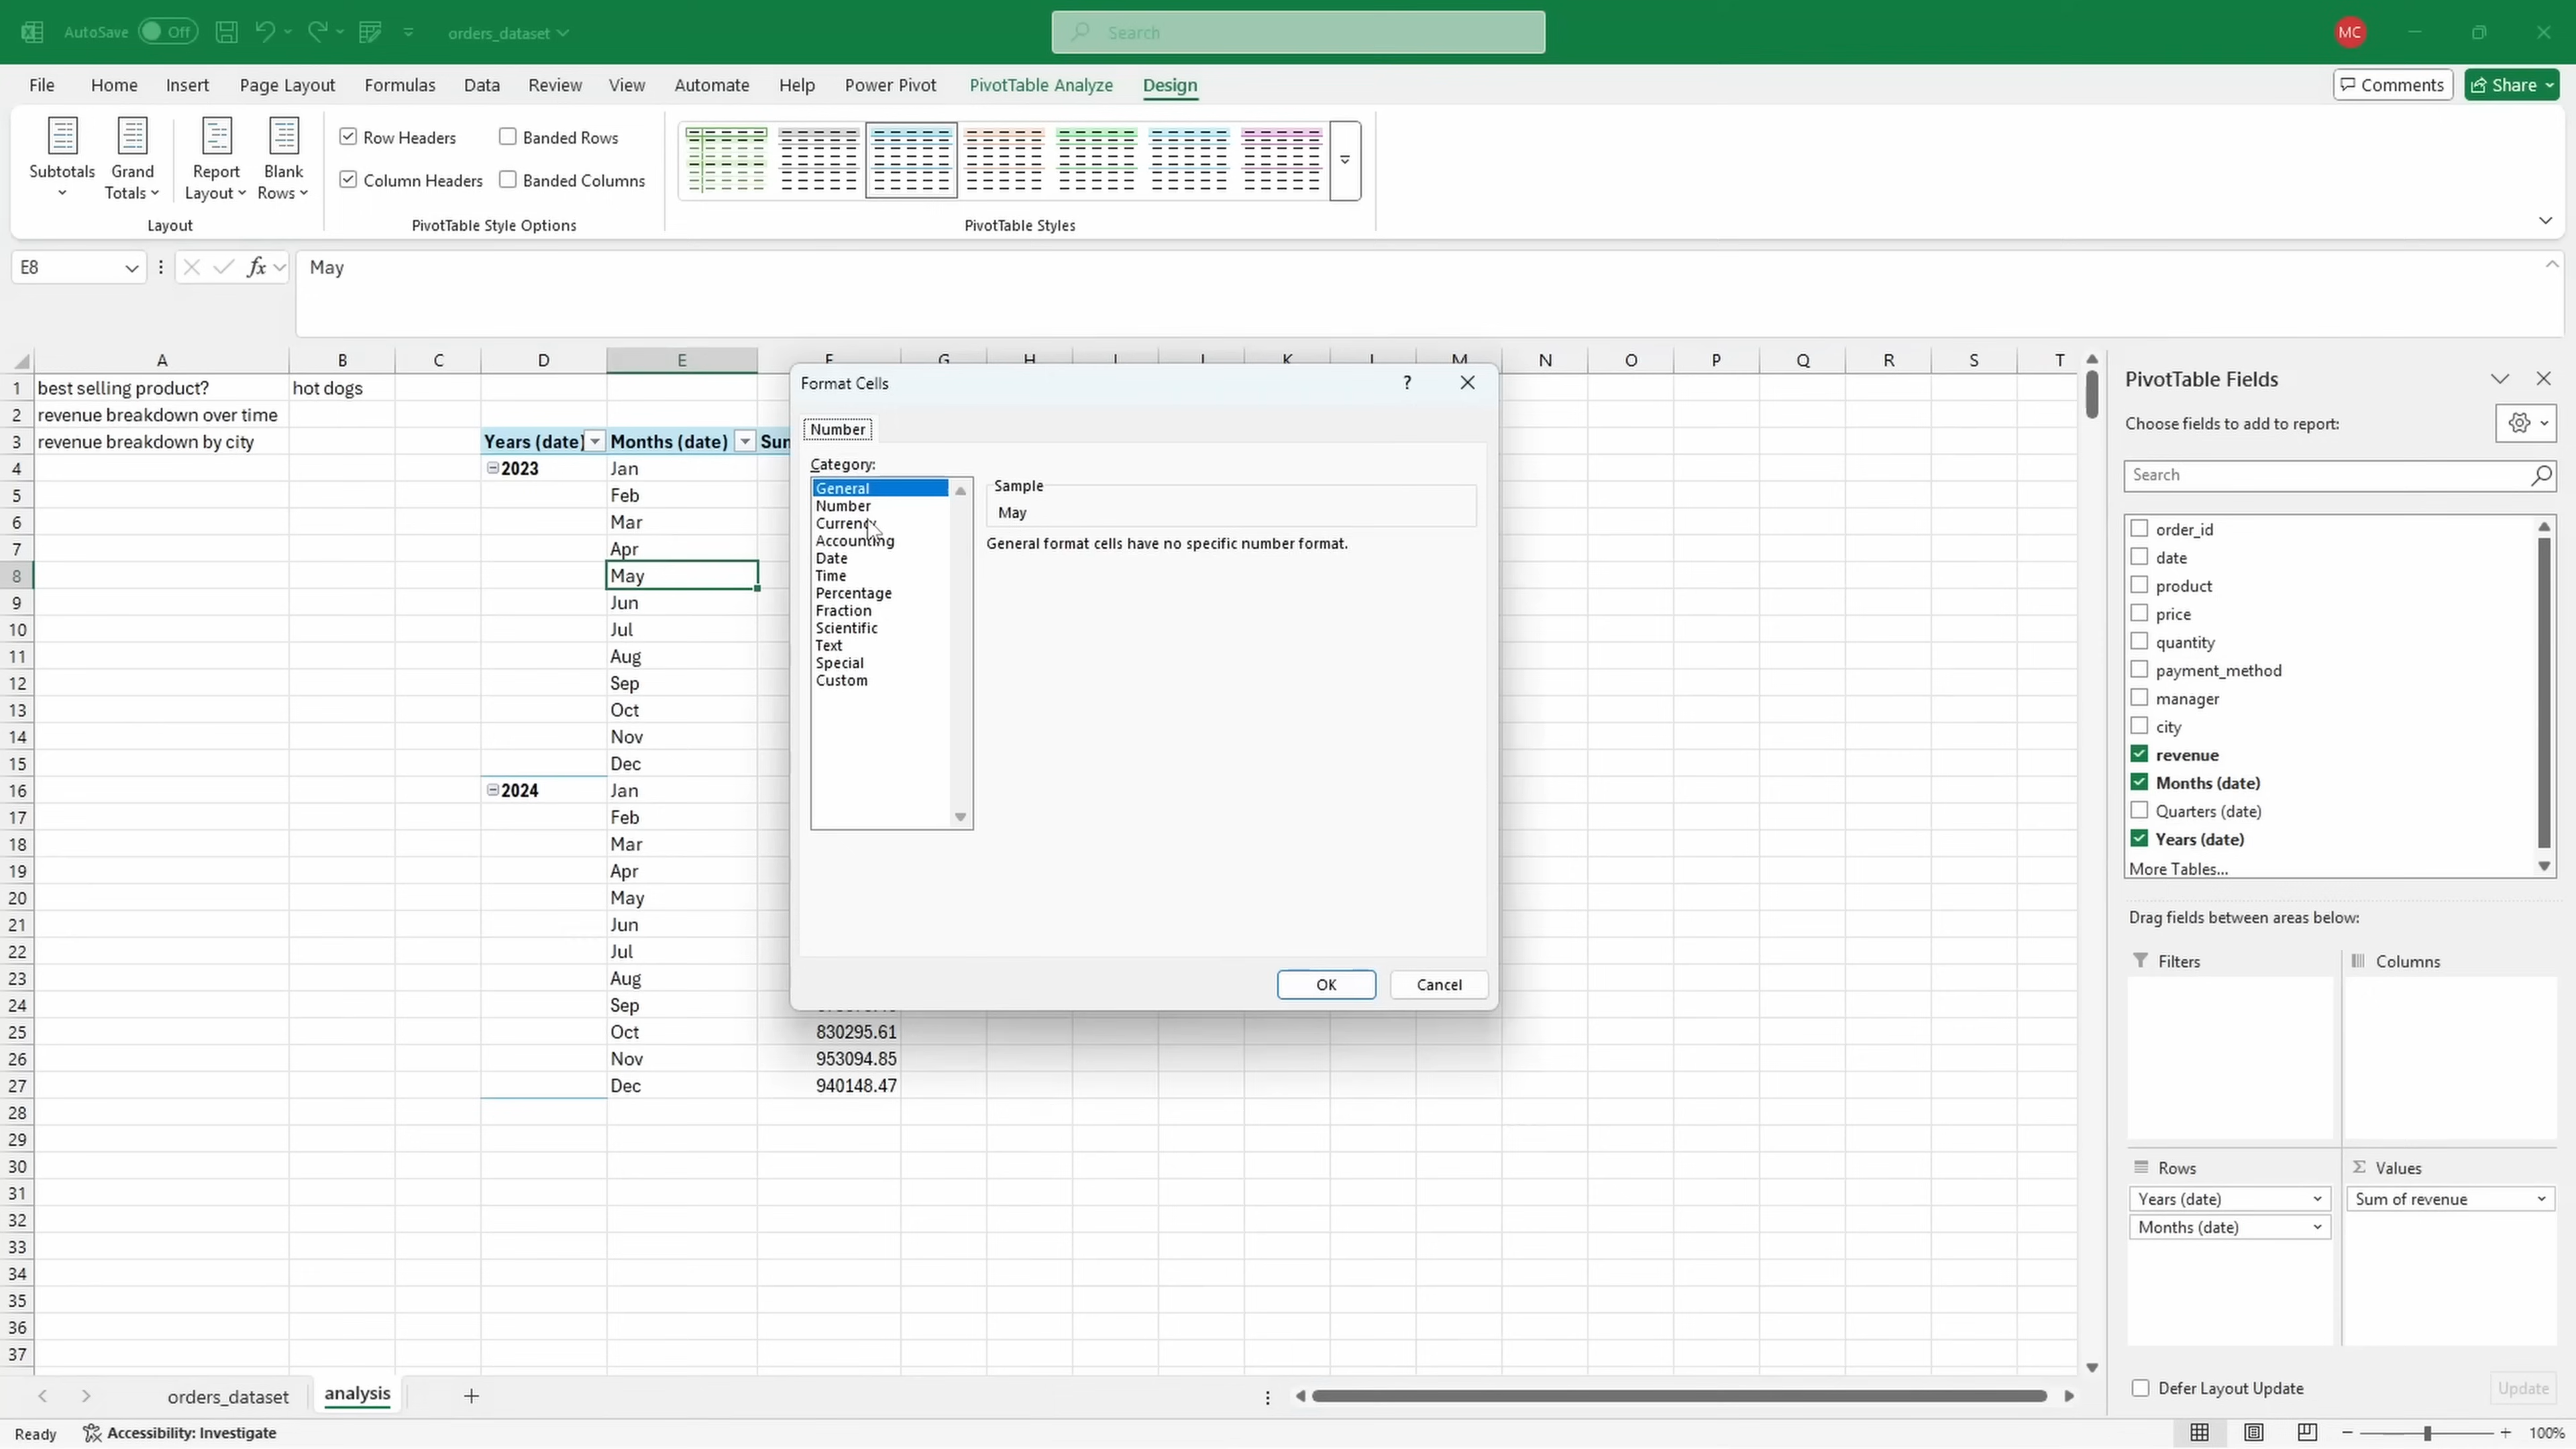 AutoSave Off orders_dataset Search MC
File Home Insert Page Layout Formulas Data Review View Automate Help Power Pivot PivotTable Analyze Design Comments Share
Subtotals Grand Totals Report Layout Blank Rows
Row Headers Banded Rows
Column Headers Banded Columns
Layout PivotTable Style Options PivotTable Styles
E8 fx May
A B C D E G H K M N O P Q R S T
1 best selling product? hot dogs
2 revenue breakdown over time
3 revenue breakdown by city Years (date) Months (date) Sum
4 2023 Jan
5 Feb
6 Mar
7 Apr
8 May
9 Jun
10 Jul
11 Aug
12 Sep
13 Oct
14 Nov
15 Dec
16 2024 Jan
17 Feb
18 Mar
19 Apr
20 May
21 Jun
22 Jul
23 Aug
24 Sep
25 Oct 830295.61
26 Nov 953094.85
27 Dec 940148.47
28
29
30
31
32
33
34
35
36
37
Format Cells ?
Number
Category:
General
Number
Currency
Accounting
Date
Time
Percentage
Fraction
Scientific
Text
Special
Custom
Sample
May
General format cells have no specific number format.
OK Cancel
PivotTable Fields
Choose fields to add to report:
Search
order_id
date
product
price
quantity
payment_method
manager
city
revenue
Months (date)
Quarters (date)
Years (date)
More Tables...
Drag fields between areas below:
Filters Columns
Rows Σ Values
Years (date) Sum of revenue
Months (date)
Defer Layout Update Update
orders_dataset analysis
Ready Accessibility: Investigate 100%